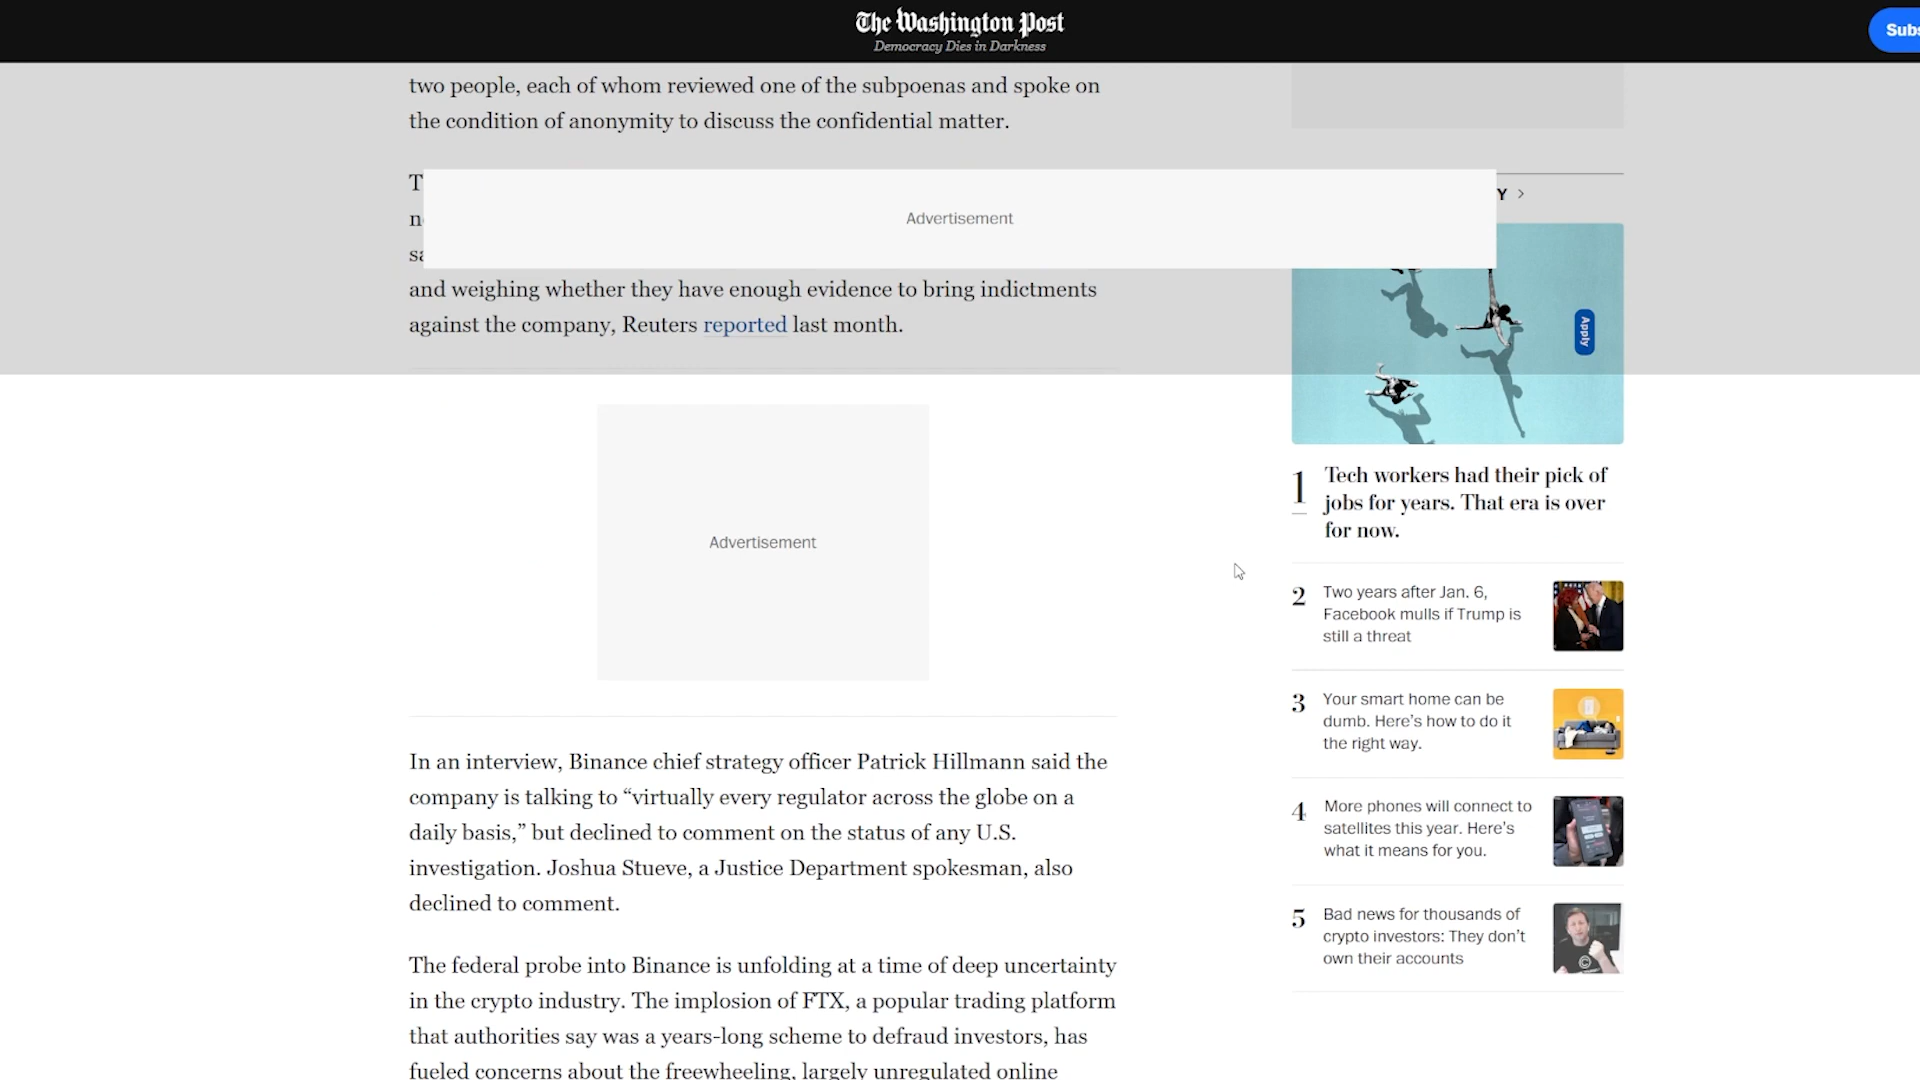 The Washington Post
Democracy Dies in Darkness
Subs
two people, each of whom reviewed one of the subpoenas and spoke on
the condition of anonymity to discuss the confidential matter.
Advertisement
and weighing whether they have enough evidence to bring indictments
against the company, Reuters reported last month.
Advertisement
In an interview, Binance chief strategy officer Patrick Hillmann said the
company is talking to “virtually every regulator across the globe on a
daily basis,” but declined to comment on the status of any U.S.
investigation. Joshua Stueve, a Justice Department spokesman, also
declined to comment.
The federal probe into Binance is unfolding at a time of deep uncertainty
in the crypto industry. The implosion of FTX, a popular trading platform
that authorities say was a years-long scheme to defraud investors, has
fueled concerns about the freewheeling, largely unregulated online
Y >
Apply
1 Tech workers had their pick of
jobs for years. That era is over
for now.
2 Two years after Jan. 6,
Facebook mulls if Trump is
still a threat
3 Your smart home can be
dumb. Here’s how to do it
the right way.
4 More phones will connect to
satellites this year. Here’s
what it means for you.
5 Bad news for thousands of
crypto investors: They don’t
own their accounts